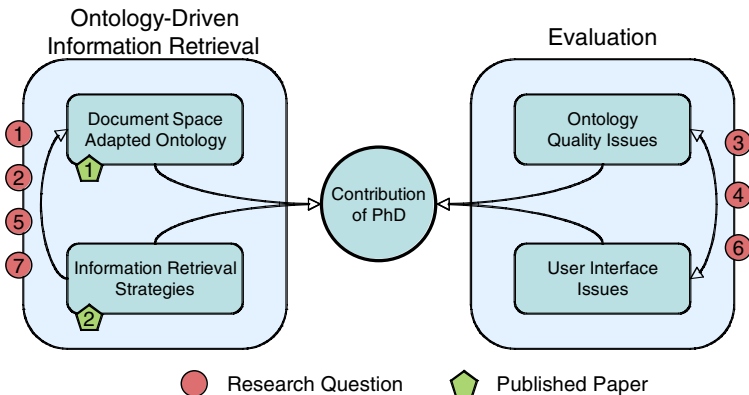 Ontology-Driven
Information Retrieval
Document Space
Adapted Ontology
1
1
2
5
7
Information Retrieval
Strategies
2
Contribution
of PhD
Evaluation
Ontology
Quality Issues
3
4
6
User Interface
Issues
Research Question
Published Paper